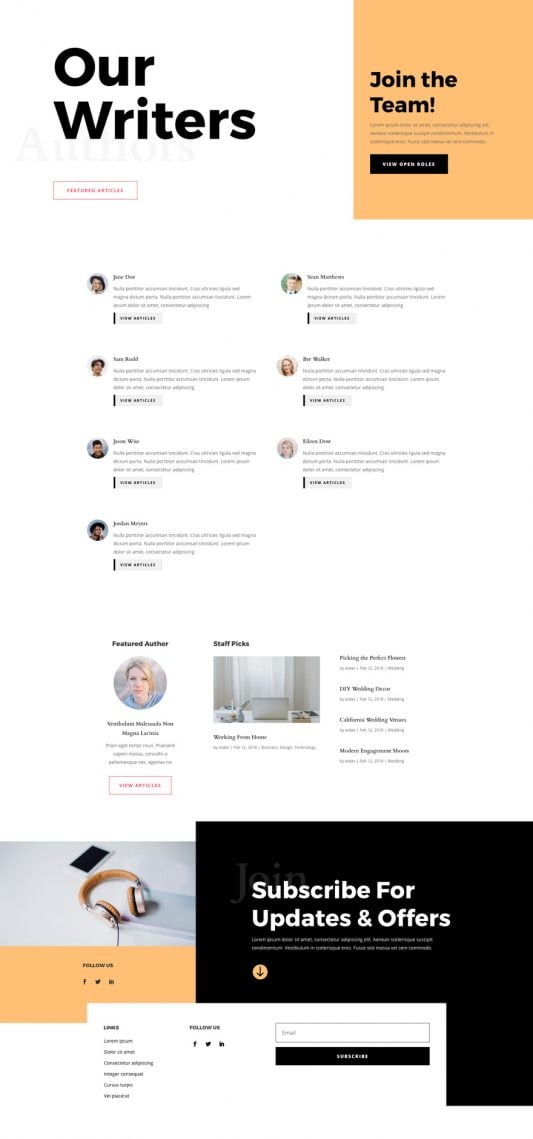 Our
Writers
Authors
FEATURED ARTICLES
Join the
Team!
Lorem ipsum dolor sit amet, consectetur adipiscing elit.
Aenean scelerisque suscipit condimentum. Vestibulum in
scelerisque eros. Fusce sed massa vel sem commodo.
VIEW OPEN ROLES
Jane Doe
Nulla porttitor accumsan tincidunt. Cras ultricies ligula sed
magna dictum porta. Nulla porttitor accumsan tincidunt. Lorem
ipsum dolor sit amet, consectetur adipiscing
VIEW ARTICLES
Sean Matthews
Nulla porttitor accumsan tincidunt. Cras ultricies ligula sed
magna dictum porta. Nulla porttitor accumsan tincidunt. Lorem
ipsum dolor sit amet, consectetur adipiscing
VIEW ARTICLES
Sam Rudd
Nulla porttitor accumsan tincidunt. Cras ultricies ligula sed magna
dictum porta. Nulla porttitor accumsan tincidunt. Lorem ipsum
dolor sit amet, consectetur adipiscing
VIEW ARTICLES
Bev Walker
Nulla porttitor accumsan tincidunt. Cras ultricies ligula sed magna
dictum porta. Nulla porttitor accumsan tincidunt. Lorem ipsum
dolor sit amet, consectetur adipiscing
VIEW ARTICLES
Jason Wise
Nulla porttitor accumsan tincidunt. Cras ultricies ligula sed magna
dictum porta. Nulla porttitor accumsan tincidunt. Lorem ipsum
dolor sit amet, consectetur adipiscing
VIEW ARTICLES
Eileen Dow
Nulla porttitor accumsan tincidunt. Cras ultricies ligula sed magna
dictum porta. Nulla porttitor accumsan tincidunt. Lorem ipsum
dolor sit amet, consectetur adipiscing
VIEW ARTICLES
Jordan Meyers
Nulla porttitor accumsan tincidunt. Cras ultricies ligula sed magna
dictum porta. Nulla porttitor accumsan tincidunt. Lorem ipsum
dolor sit amet, consectetur adipiscing
VIEW ARTICLES
Featured Author
Vestibulum Malesuada Non
Magna Lacinia
Proin eget tortor risus. Praesent
sapien massa, convallis a
pellentesque nec, egestas no
VIEW ARTICLES
Staff Picks
Working From Home
by etdev | Feb 12, 2018 | Business, Design, Technology
Picking the Perfect Flowers
by etdev | Feb 12, 2018 | Wedding
DIY Wedding Decor
by etdev | Feb 12, 2018 | Wedding
California Wedding Venues
by etdev | Feb 12, 2018 | Wedding
Modern Engagement Shoots
by etdev | Feb 12, 2018 | Wedding
Join
Subscribe For
Updates & Offers
Lorem ipsum dolor sit amet, consectetur adipiscing elit. Aenean scelerisque suscipit
condimentum. Vestibulum in scelerisque eros. Fusce sed massa vel sem commodo.
FOLLOW US
LINKS
Lorem ipsum
Dolor sit amet
Consectetur adipiscing
Integer consequat
Cursus turpis
Vel placerat
FOLLOW US
Email
SUBSCRIBE